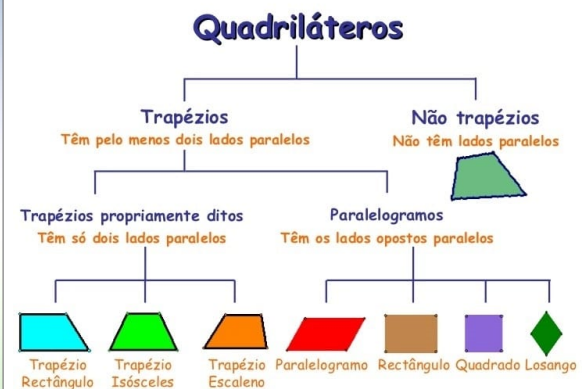 Quadriláteros
Trapézios
Têm pelo menos dois lados paralelos
Não trapézios
Não têm lados paralelos
Trapézios propriamente ditos
Têm só dois lados paralelos
Paralelogramos
Têm os lados opostos paralelos
Trapézio
Rectângulo
Trapézio
Isósceles
Trapézio
Escaleno
Paralelogramo
Rectângulo
Quadrado
Losango